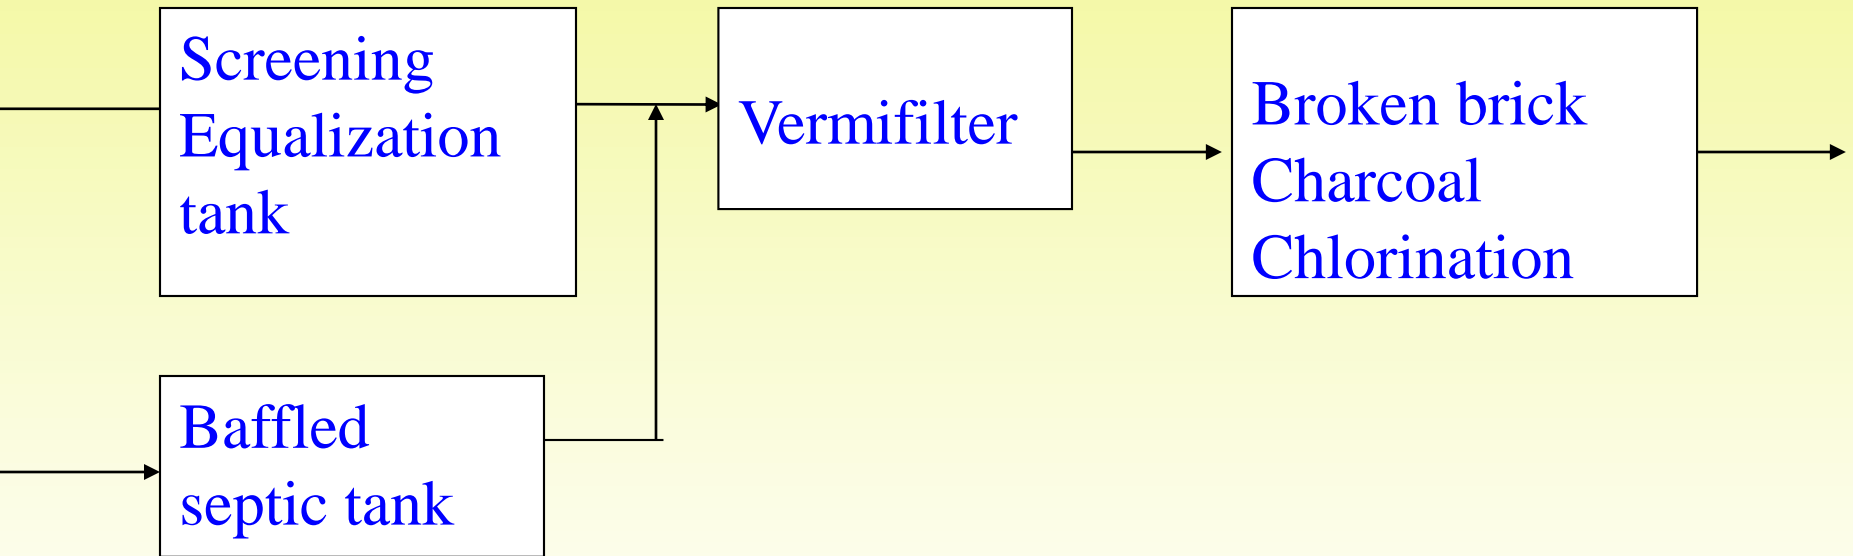 Screening
Equalization
tank
Vermifilter
Broken brick
Charcoal
Chlorination
Baffled
septic tank